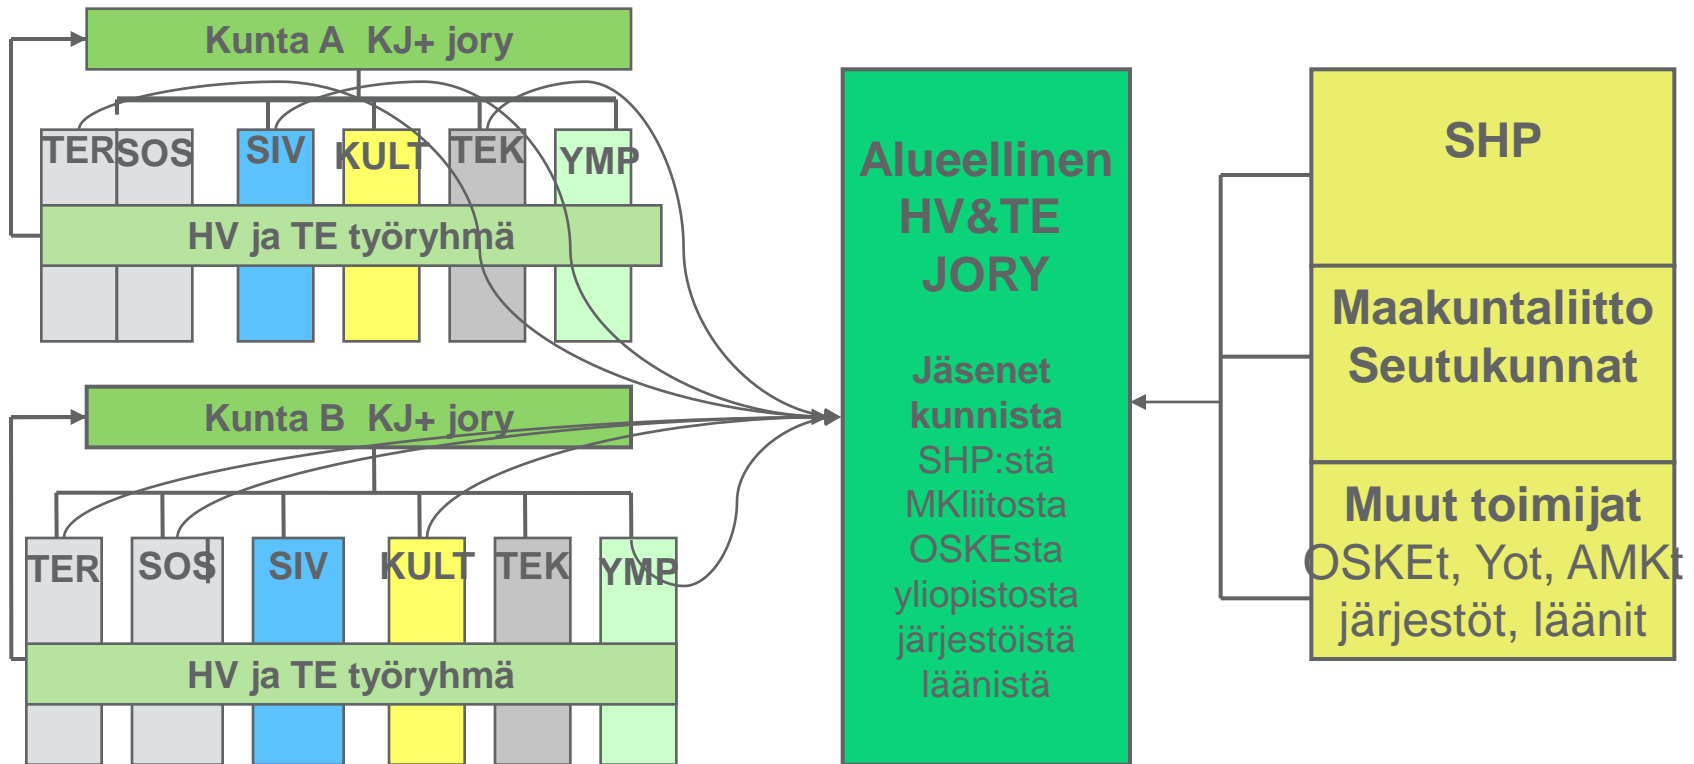 Kunta A KJ+ jory
TER SOS SIV KULT TEK YMP
HV ja TE työryhmä
Kunta B KJ+ jory
TER SOS SIV KULT TEK YMP
HV ja TE työryhmä
Alueellinen
HV&TE
JORY
Jäsenet
kunnista
SHP:stä
MKliitosta
OSKEsta
yliopistosta
järjestöistä
läänistä
SHP
Maakuntaliitto
Seutukunnat
Muut toimijat
OSKEt, Yot, AMKt
järjestöt, läänit